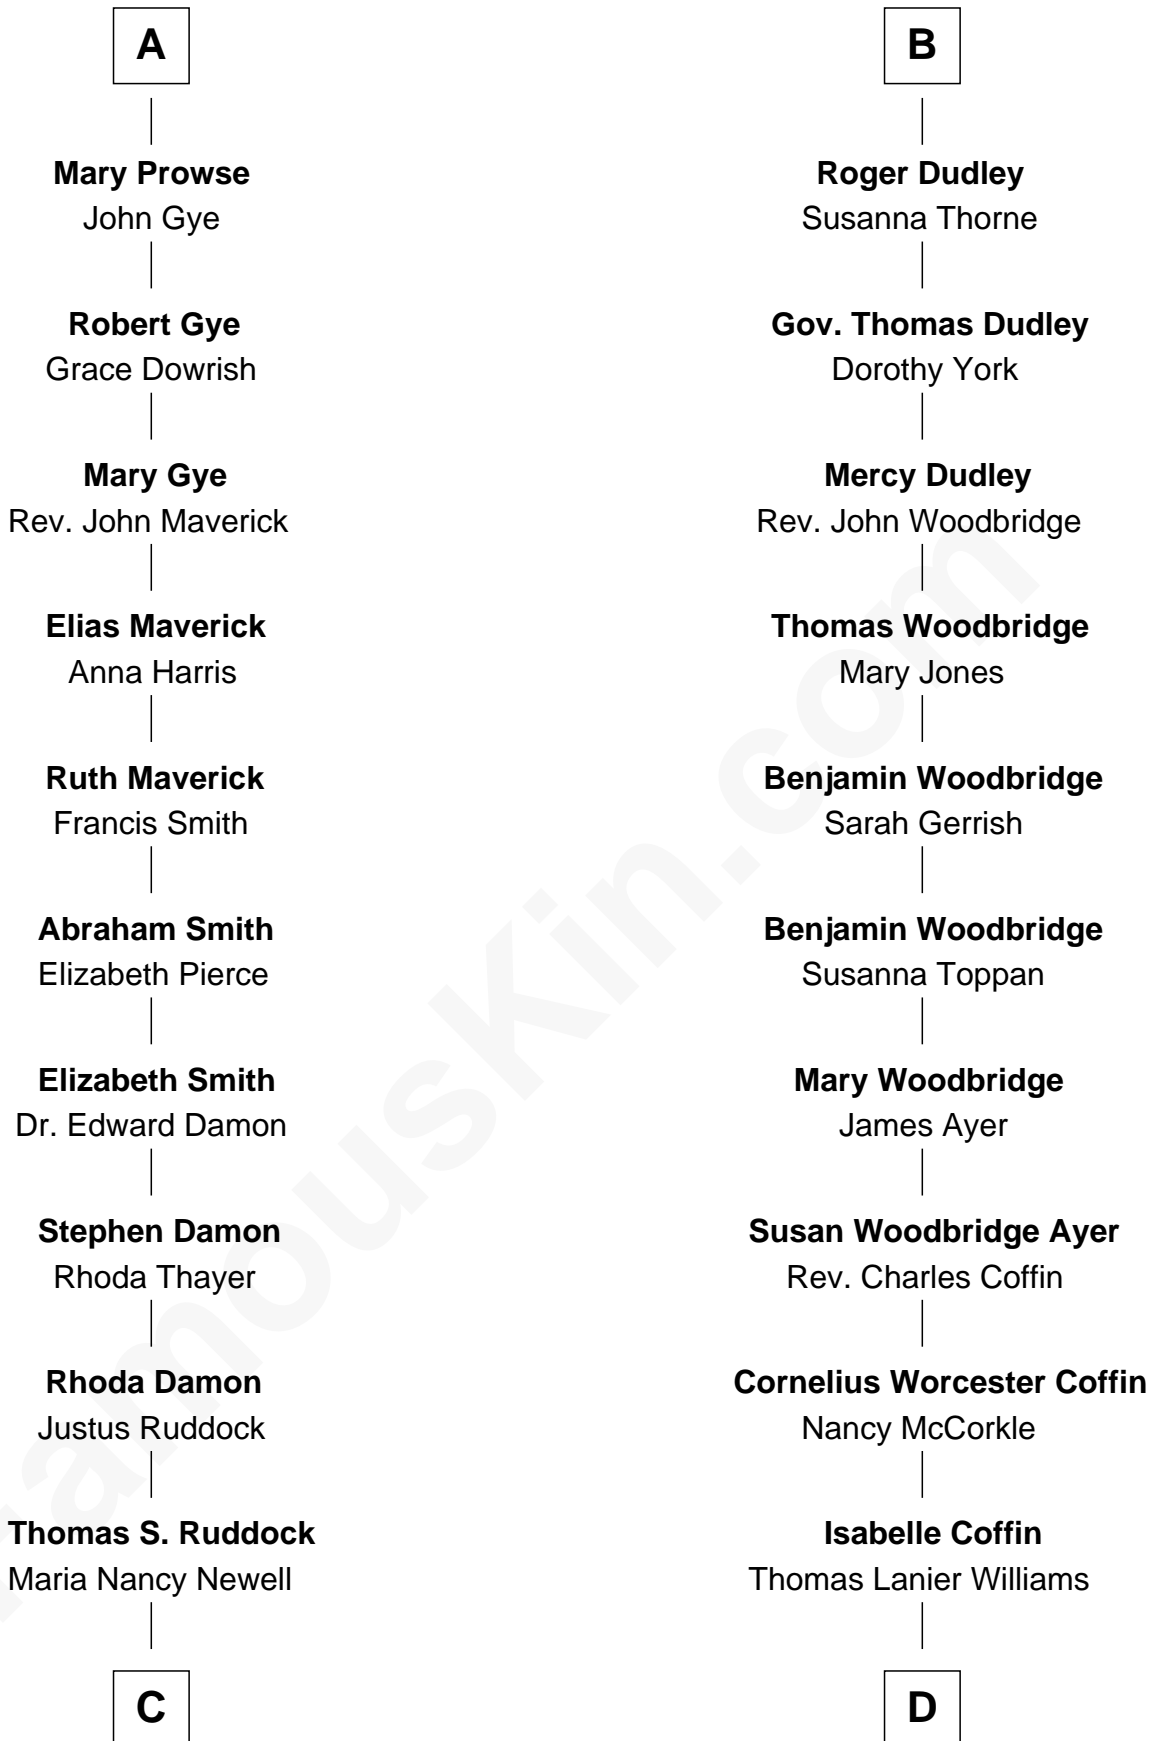 A
Mary Prowse
John Gye
Robert Gye
Grace Dowrish
Mary Gye
Rev. John Maverick
Elias Maverick
Anna Harris
Ruth Maverick
Francis Smith
Abraham Smith
Elizabeth Pierce
Elizabeth Smith
Dr. Edward Damon
Stephen Damon
Rhoda Thayer
Rhoda Damon
Justus Ruddock
Thomas S. Ruddock
Maria Nancy Newell
C
B
Roger Dudley
Susanna Thorne
Gov. Thomas Dudley
Dorothy York
Mercy Dudley
Rev. John Woodbridge
Thomas Woodbridge
Mary Jones
Benjamin Woodbridge
Sarah Gerrish
Benjamin Woodbridge
Susanna Toppan
Mary Woodbridge
James Ayer
Susan Woodbridge Ayer
Rev. Charles Coffin
Cornelius Worcester Coffin
Nancy McCorkle
Isabelle Coffin
Thomas Lanier Williams
D
FamousKin.com